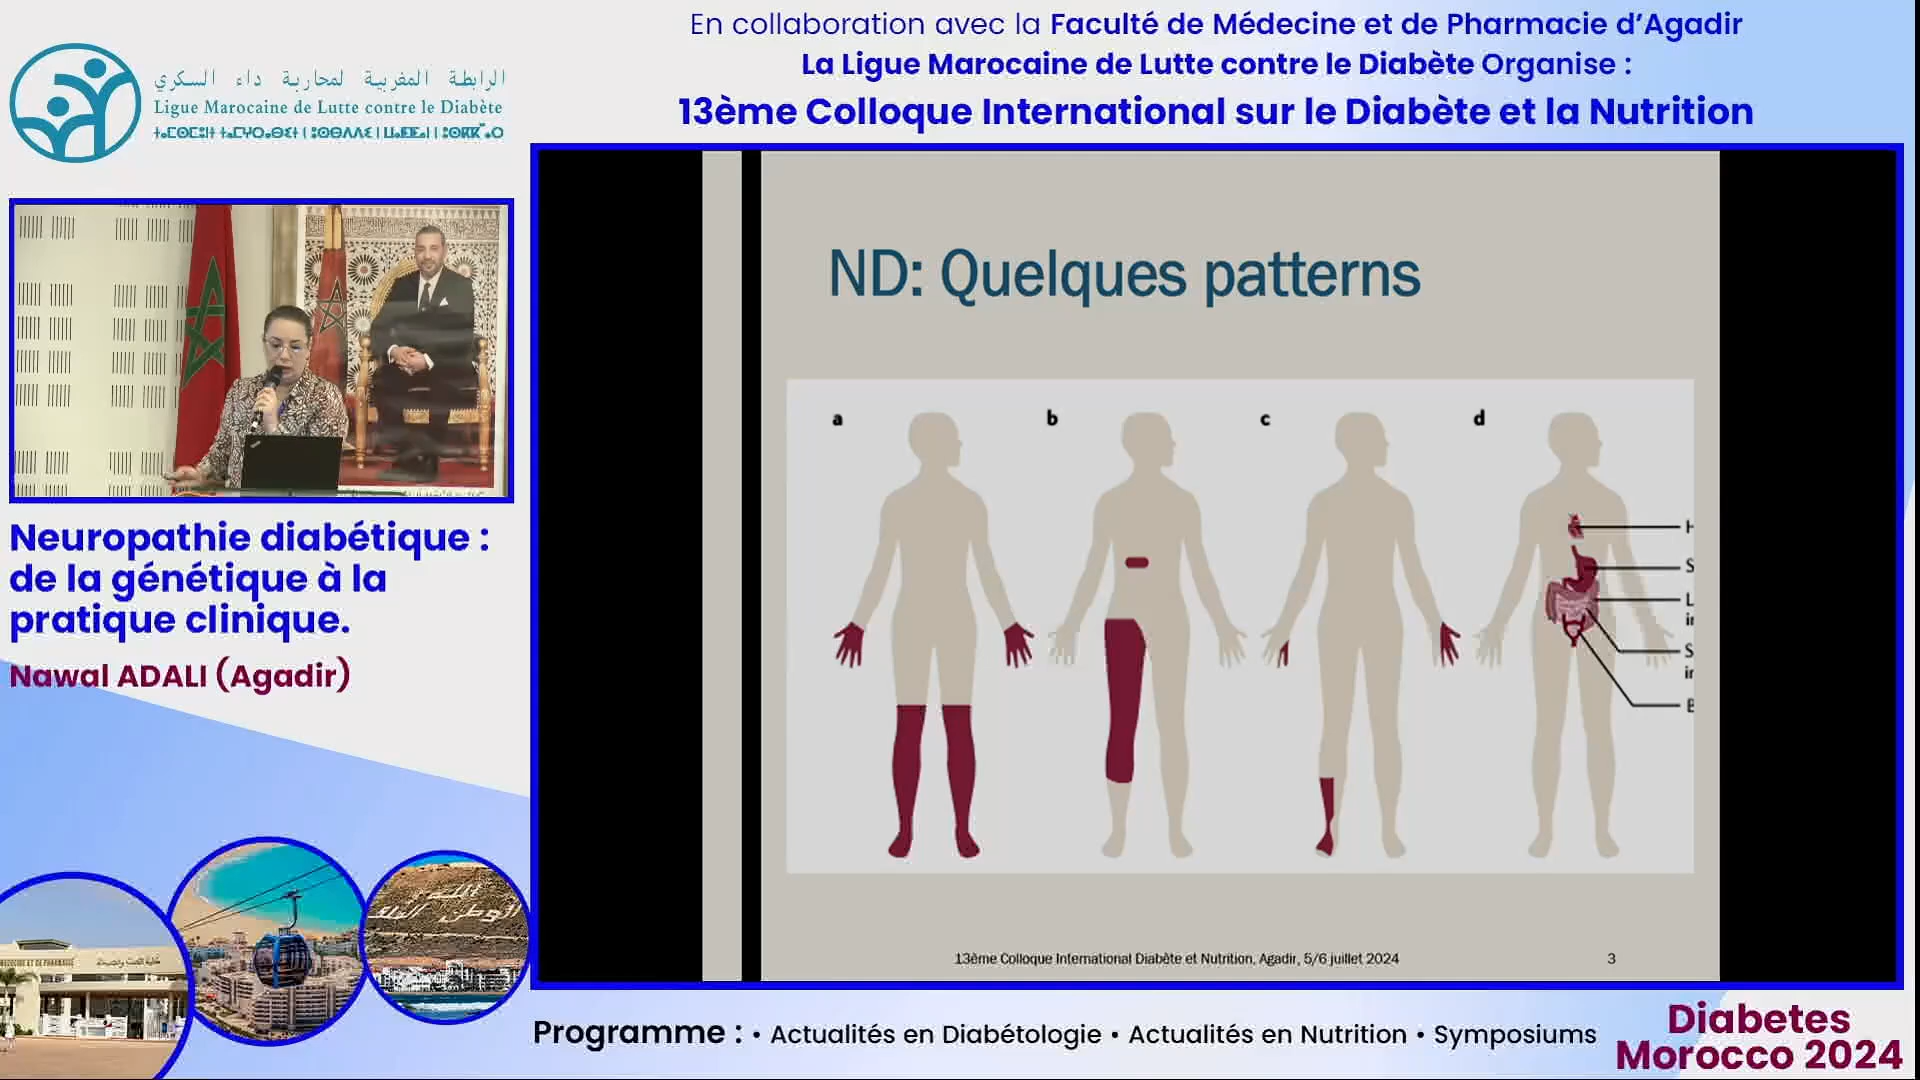 الرابطة المغربية لمحاربة داء السكري
Ligue Marocaine de Lutte contre le Diabète
En collaboration avec la Faculté de Médecine et de Pharmacie d’Agadir
La Ligue Marocaine de Lutte contre le Diabète Organise :
13ème Colloque International sur le Diabète et la Nutrition
Neuropathie diabétique :
de la génétique à la
pratique clinique.
Nawal ADALI (Agadir)
ND: Quelques patterns
a b c d
H
S
L
S
13ème Colloque International Diabète et Nutrition, Agadir, 5/6 juillet 2024 3
الله
الوطن الملك
Programme : • Actualités en Diabétologie • Actualités en Nutrition • Symposiums
Diabetes
Morocco 2024